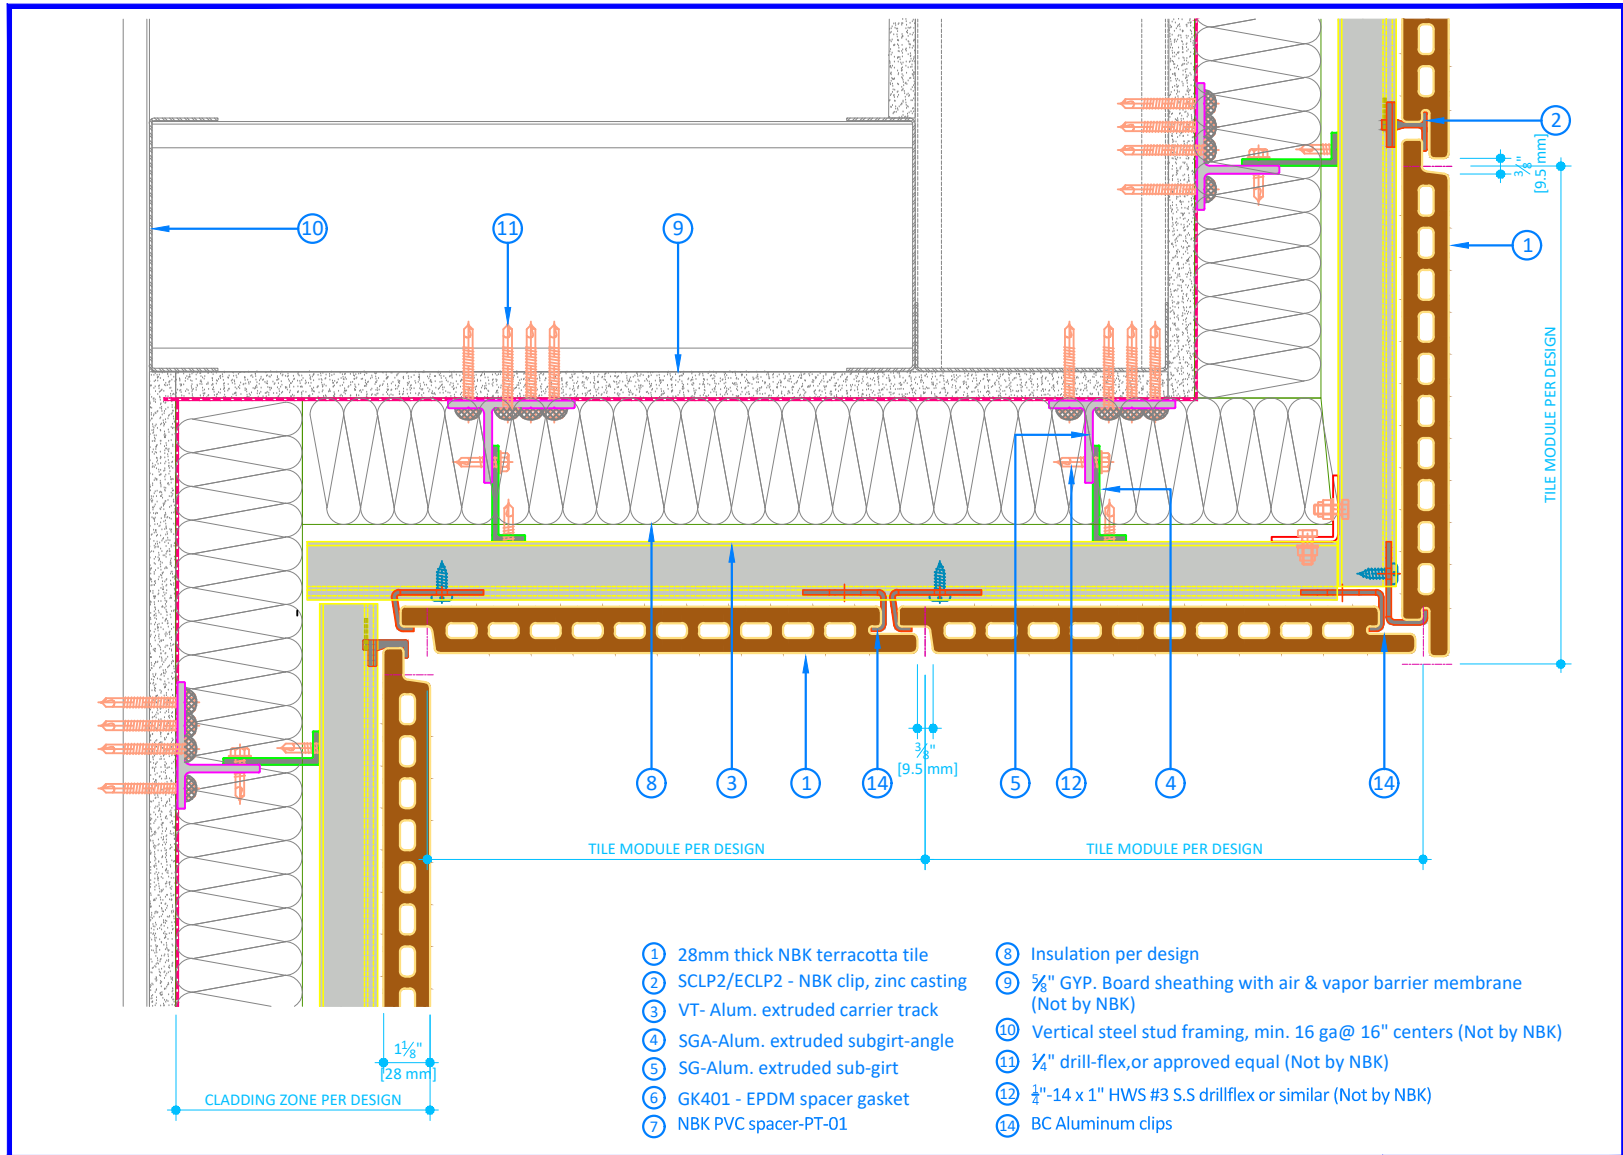 2
3/8"
[9.5 mm]
10
11
9
1
TILE MODULE PER DESIGN
3/8"
[9.5 mm]
8
3
1
14
5
12
4
14
TILE MODULE PER DESIGN
TILE MODULE PER DESIGN
1 28mm thick NBK terracotta tile
2 SCLP2/ECLP2 - NBK clip, zinc casting
3 VT- Alum. extruded carrier track
4 SGA-Alum. extruded subgirt-angle
5 SG-Alum. extruded sub-girt
6 GK401 - EPDM spacer gasket
7 NBK PVC spacer-PT-01
8 Insulation per design
9 5/8" GYP. Board sheathing with air & vapor barrier membrane
(Not by NBK)
10 Vertical steel stud framing, min. 16 ga@ 16" centers (Not by NBK)
11 1/4" drill-flex,or approved equal (Not by NBK)
12 1/4"-14 x 1" HWS #3 S.S drillflex or similar (Not by NBK)
14 BC Aluminum clips
1 1/8"
[28 mm]
CLADDING ZONE PER DESIGN